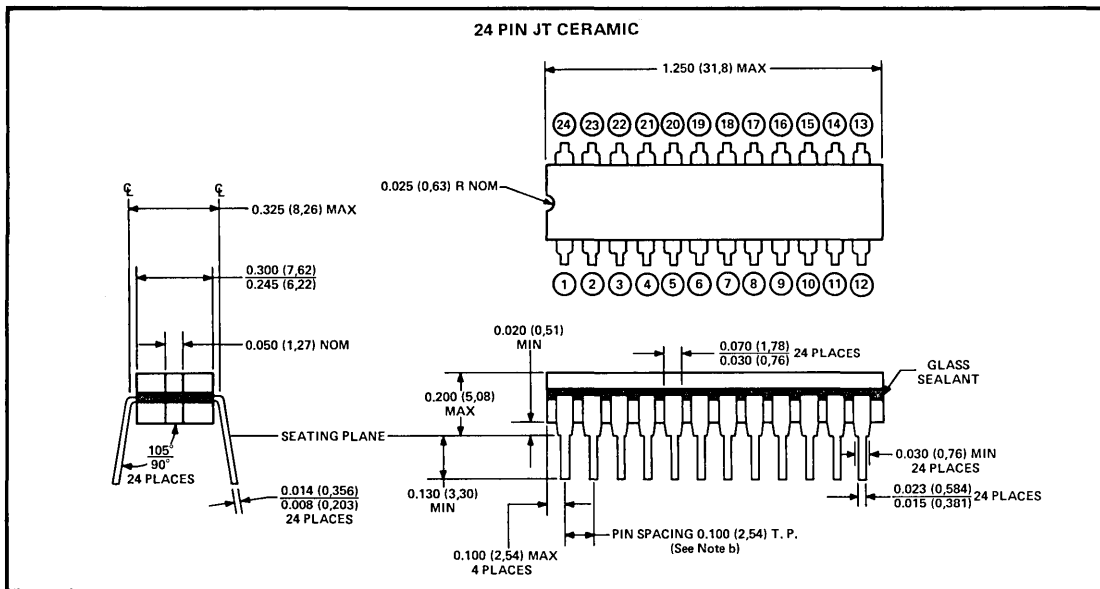 24 PIN JT CERAMIC
1.250 (31,8) MAX
24 23 22 21 20 19 18 17 16 15 14 13
0.025 (0,63) R NOM
℄ ℄
0.325 (8,26) MAX
0.300 (7,62)
0.245 (6,22)
1 2 3 4 5 6 7 8 9 10 11 12
0.050 (1,27) NOM
0.020 (0,51)
MIN
0.070 (1,78)
0.030 (0,76)
24 PLACES
GLASS
SEALANT
0.200 (5,08)
MAX
SEATING PLANE
105°
90°
24 PLACES
0.030 (0,76) MIN
24 PLACES
0.014 (0,356)
0.008 (0,203)
24 PLACES
0.130 (3,30)
MIN
0.023 (0,584)
0.015 (0,381)
24 PLACES
PIN SPACING 0.100 (2,54) T. P.
(See Note b)
0.100 (2,54) MAX
4 PLACES